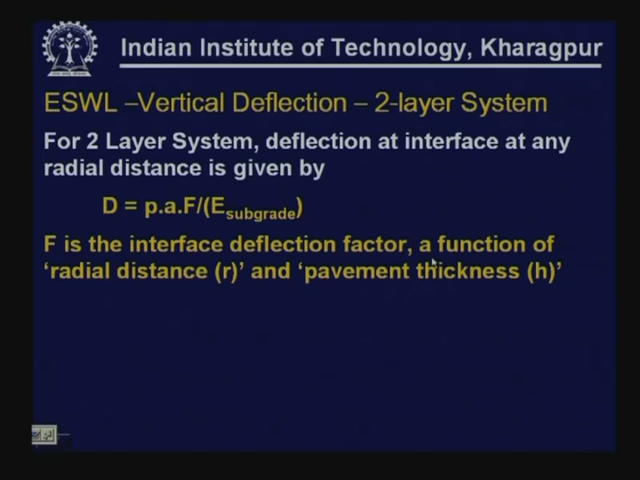 Indian Institute of Technology, Kharagpur
ESWL –Vertical Deflection – 2-layer System
For 2 Layer System, deflection at interface at any
radial distance is given by
D = p.a.F/(Esubgrade)
F is the interface deflection factor, a function of
‘radial distance (r)’ and ‘pavement thickness (h)’